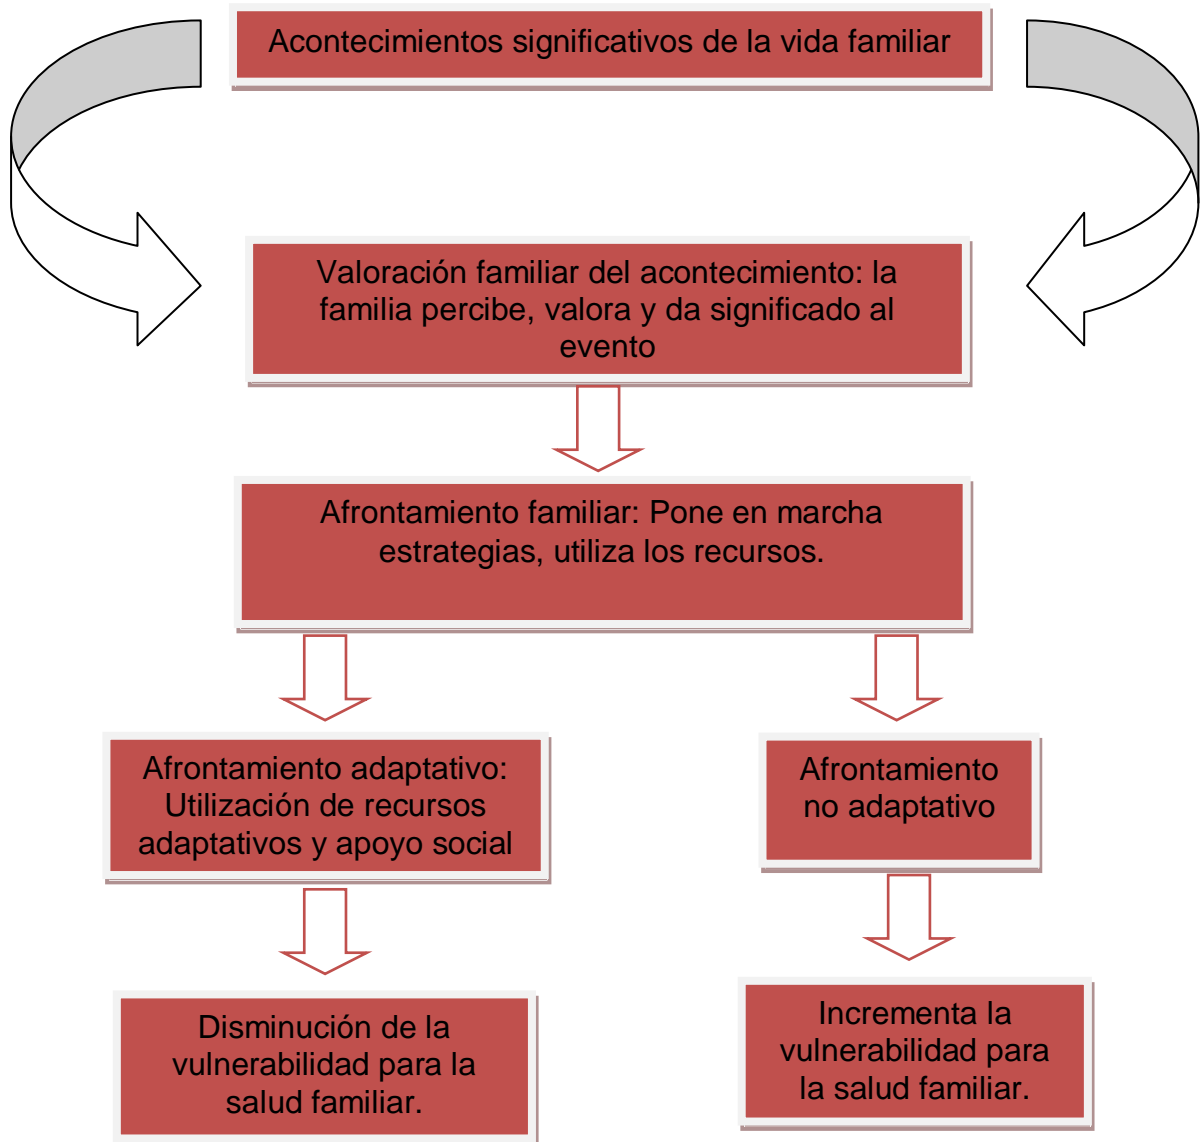 Acontecimientos significativos de la vida familiar
Valoración familiar del acontecimiento: la
familia percibe, valora y da significado al
evento
Afrontamiento familiar: Pone en marcha
estrategias, utiliza los recursos.
Afrontamiento adaptativo:
Utilización de recursos
adaptativos y apoyo social
Afrontamiento
no adaptativo
Disminución de la
vulnerabilidad para la
salud familiar.
Incrementa la
vulnerabilidad para
la salud familiar.